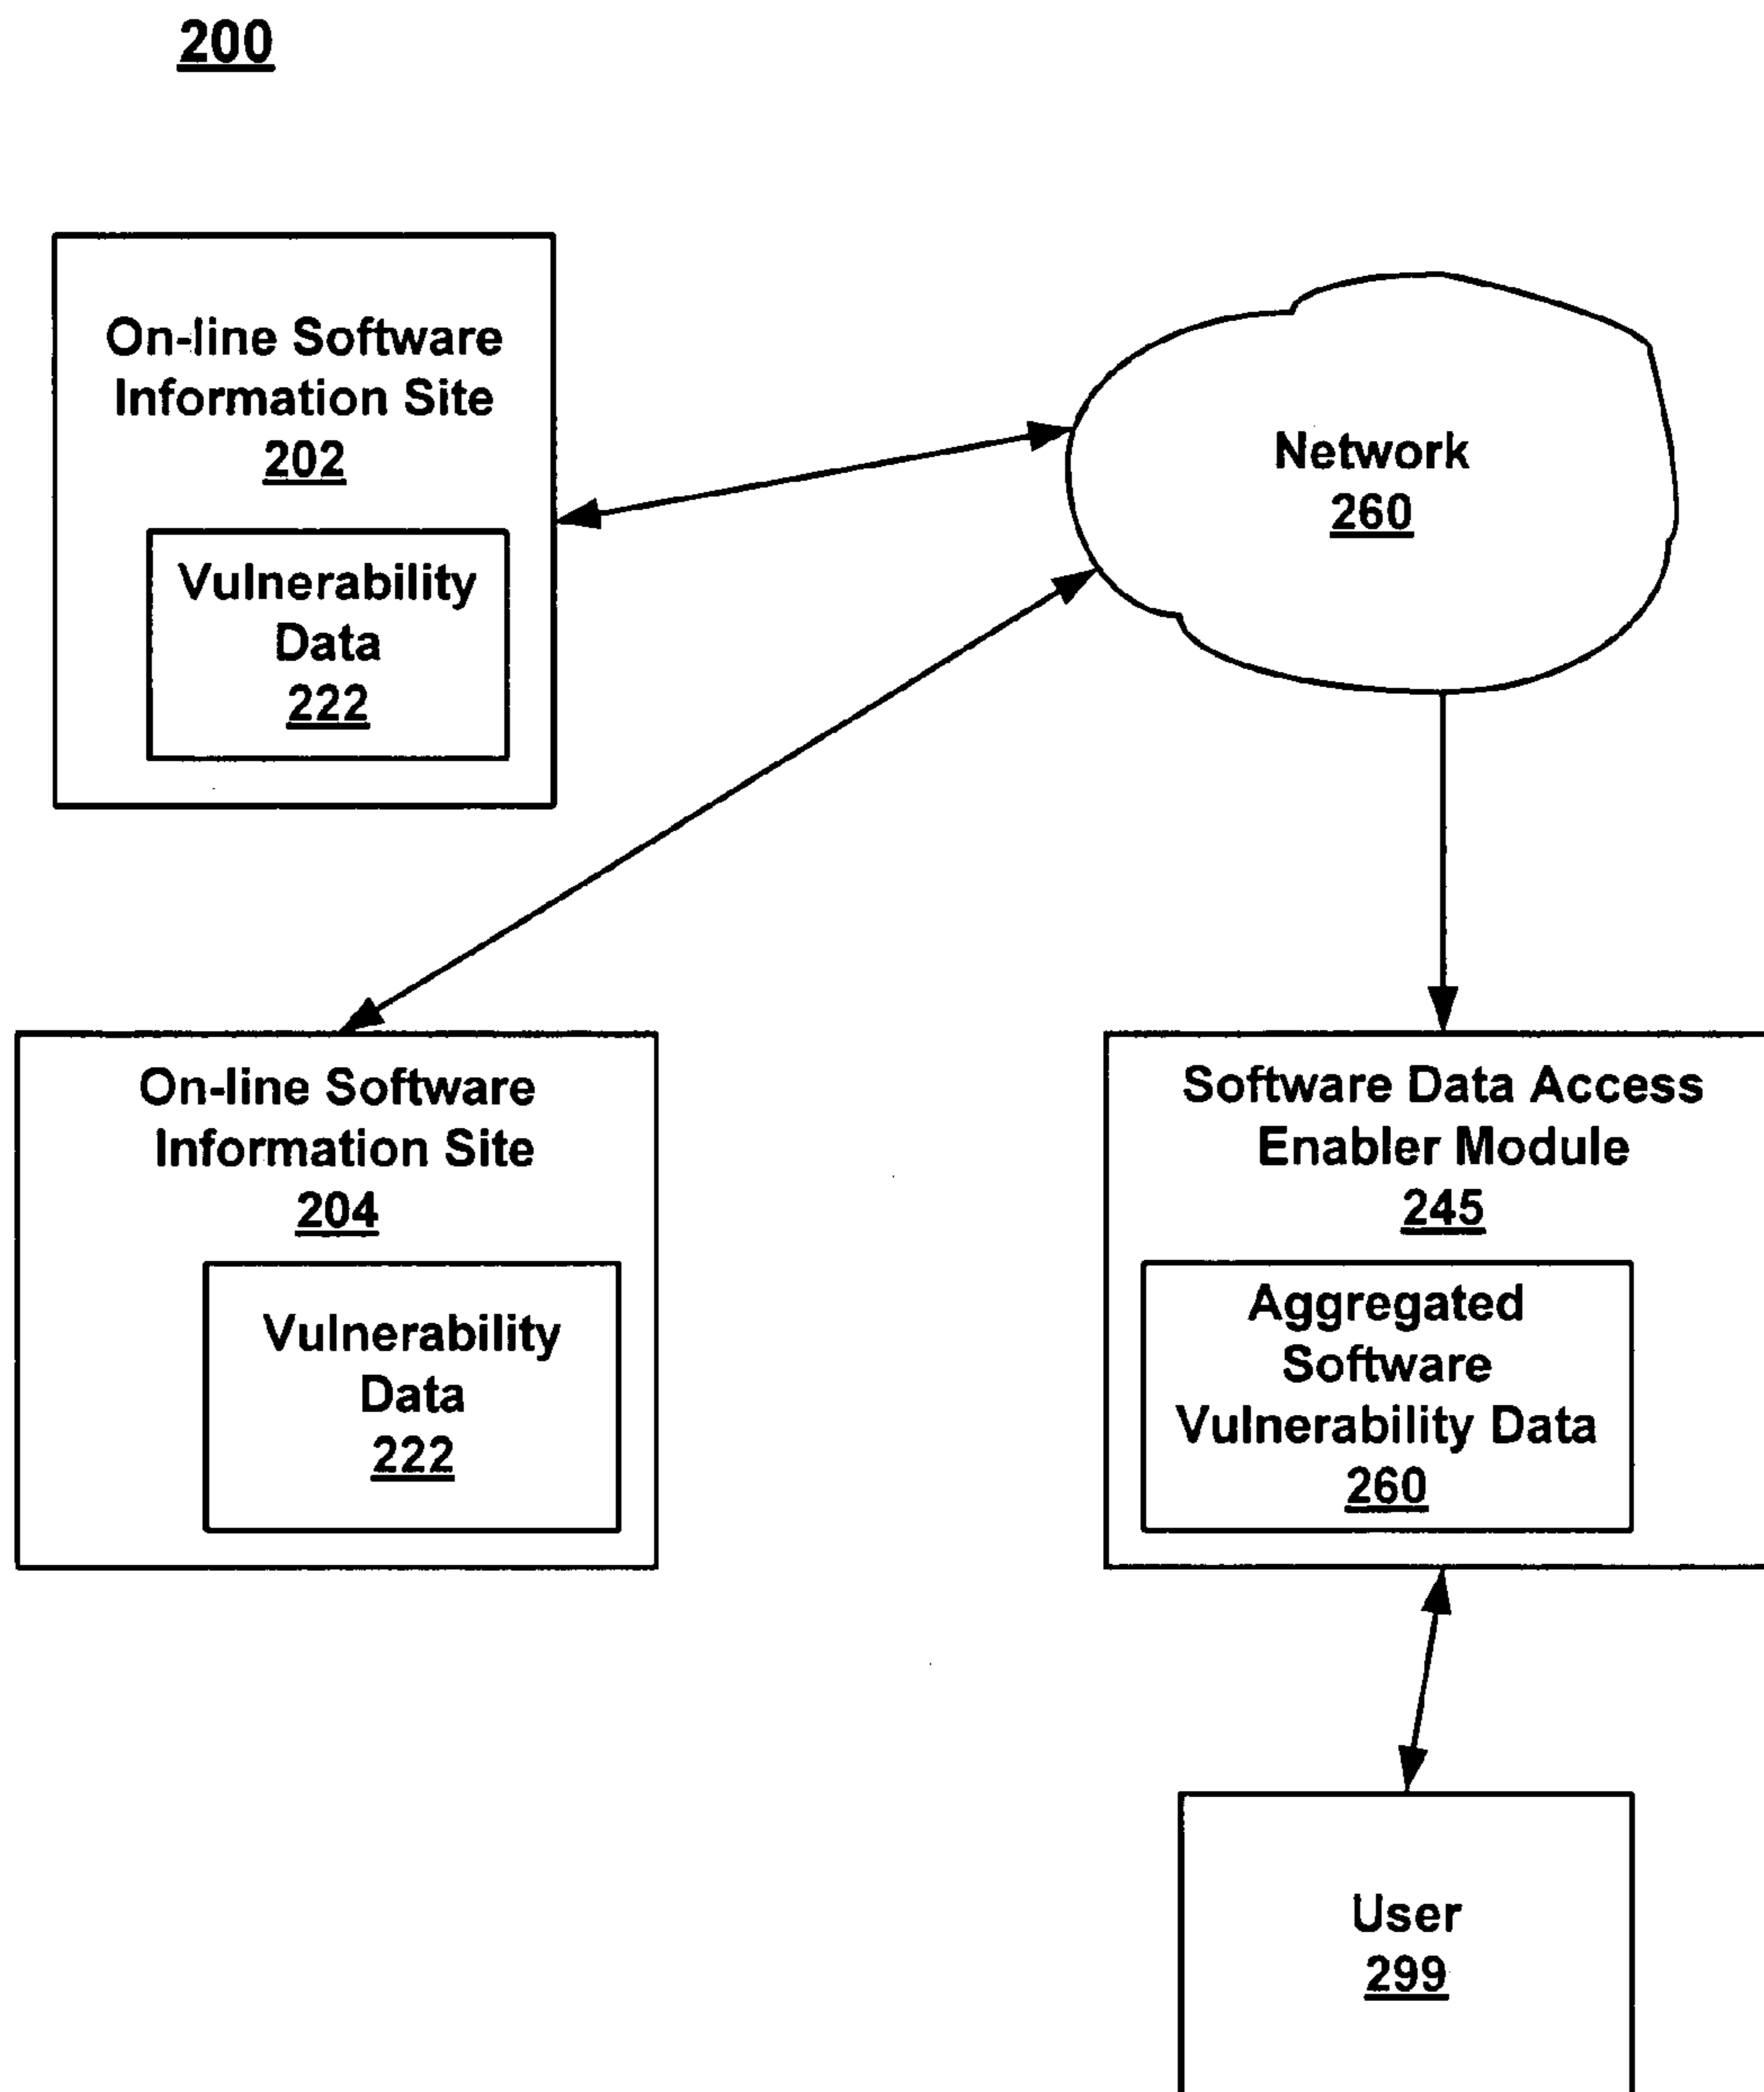 200
On-line Software
Information Site
202
Vulnerability
Data
222
Network
260
On-line Software
Information Site
204
Vulnerability
Data
222
Software Data Access
Enabler Module
245
Aggregated
Software
Vulnerability Data
260
User
299